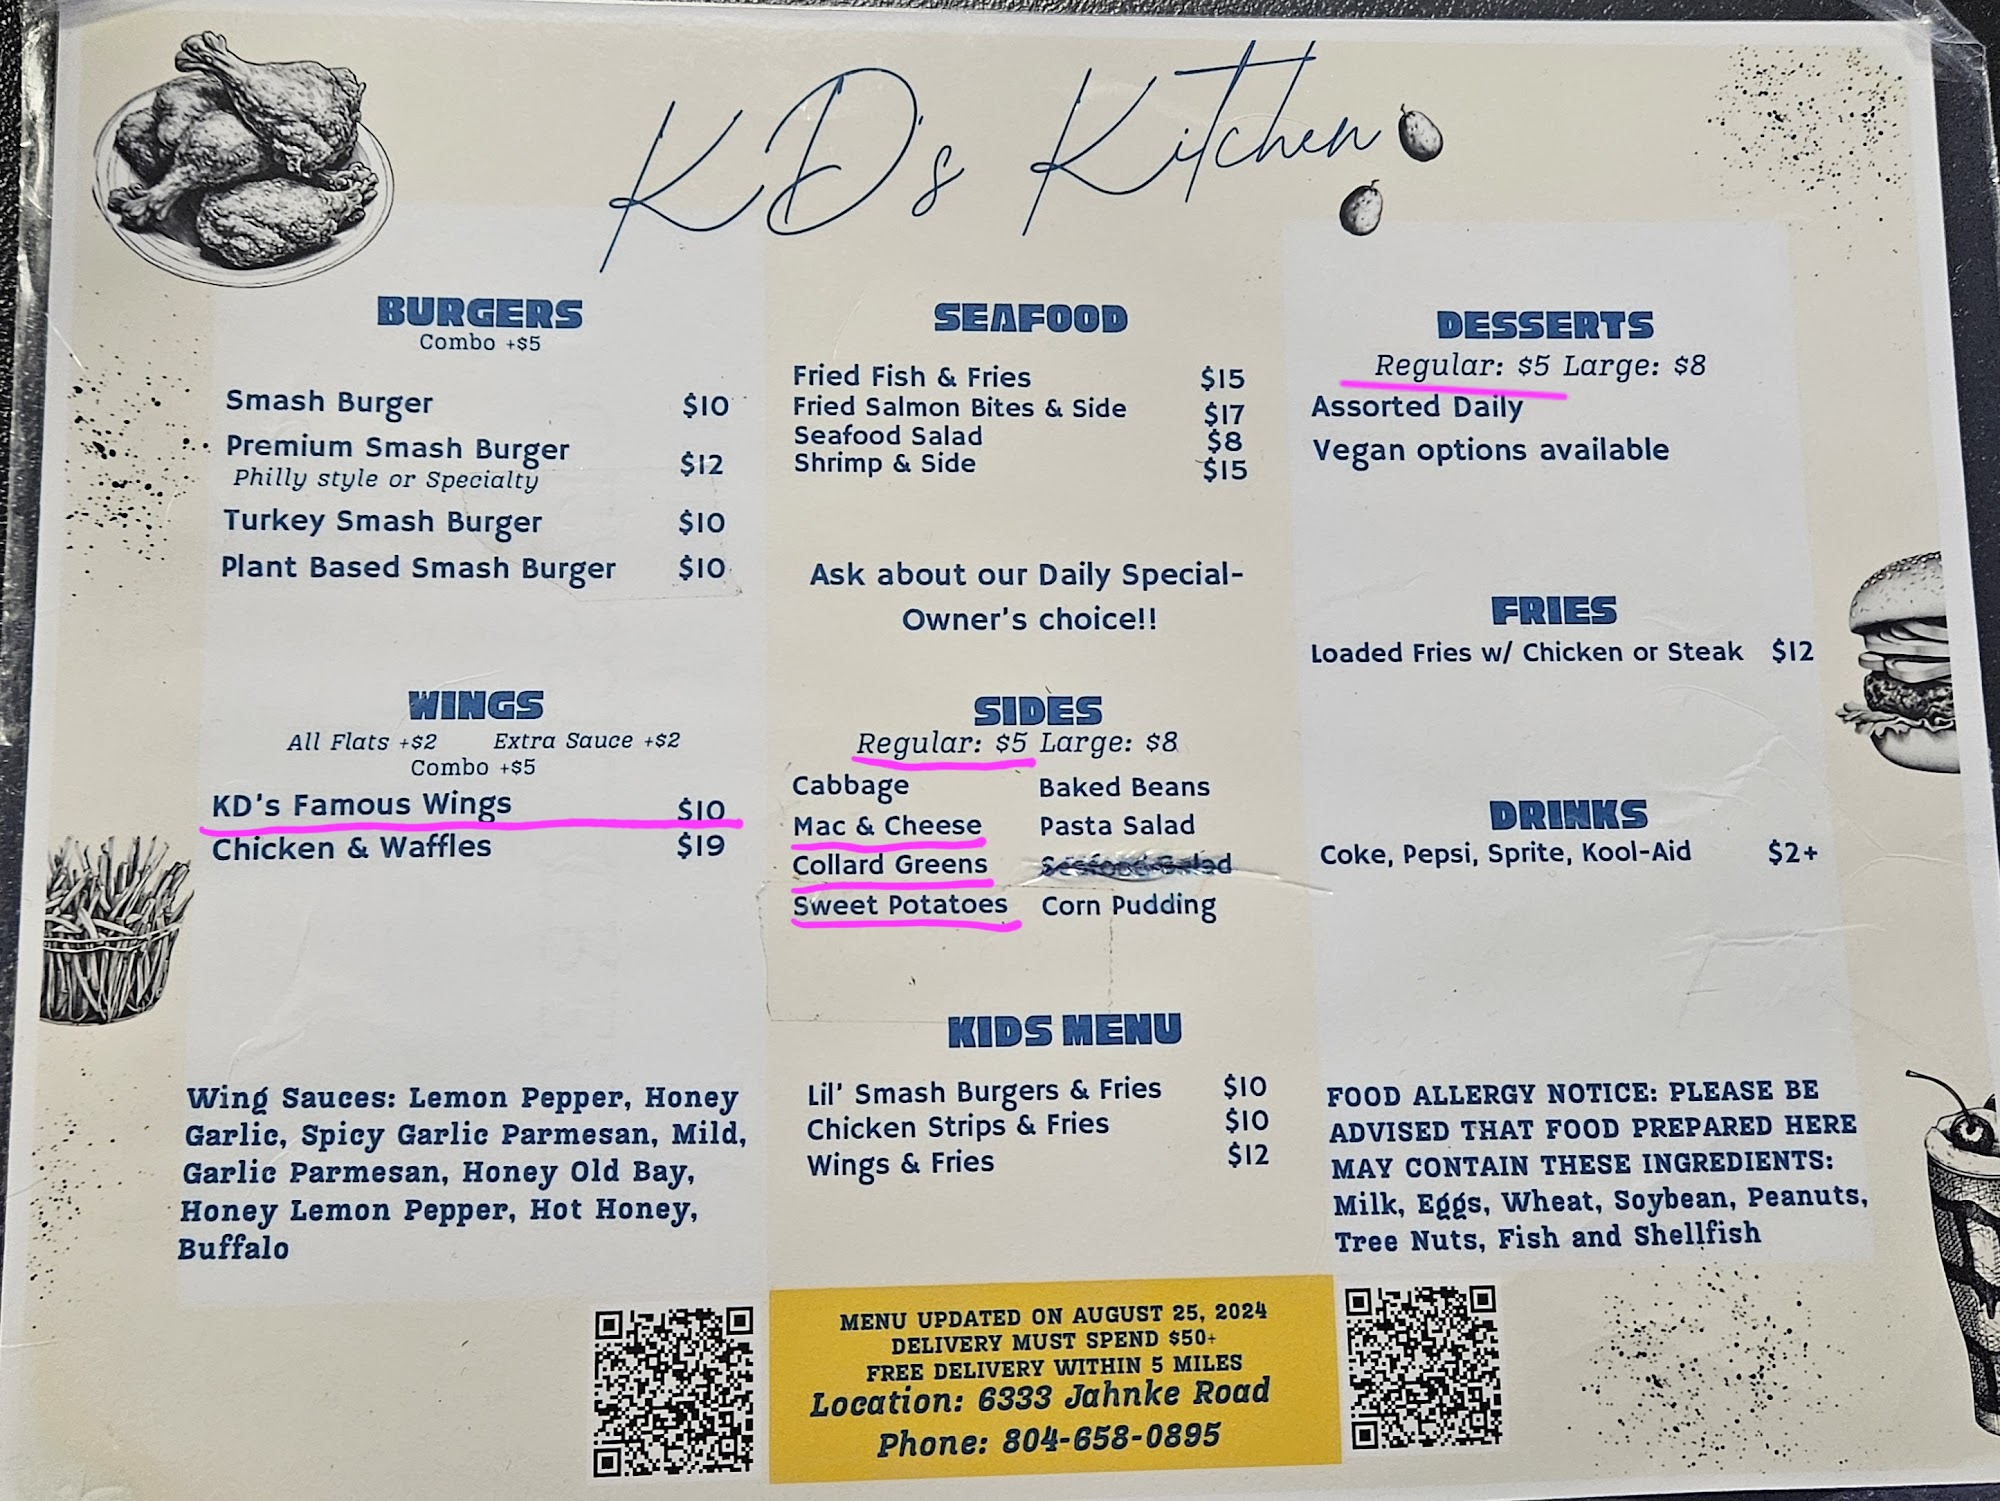 KD's Kitchen
BURGERS
Combo +$5
Smash Burger $10
Premium Smash Burger $12
Philly style or Specialty
Turkey Smash Burger $10
Plant Based Smash Burger $10
WINGS
All Flats +$2 Extra Sauce +$2
Combo +$5
KD's Famous Wings $10
Chicken & Waffles $19
Wing Sauces: Lemon Pepper, Honey
Garlic, Spicy Garlic Parmesan, Mild,
Garlic Parmesan, Honey Old Bay,
Honey Lemon Pepper, Hot Honey,
Buffalo
SEAFOOD
Fried Fish & Fries $15
Fried Salmon Bites & Side $17
Seafood Salad $8
Shrimp & Side $15
Ask about our Daily Special-
Owner's choice!!
SIDES
Regular: $5 Large: $8
Cabbage Baked Beans
Mac & Cheese Pasta Salad
Collard Greens Seafood Salad
Sweet Potatoes Corn Pudding
KIDS MENU
Lil' Smash Burgers & Fries $10
Chicken Strips & Fries $10
Wings & Fries $12
MENU UPDATED ON AUGUST 25, 2024
DELIVERY MUST SPEND $50+
FREE DELIVERY WITHIN 5 MILES
Location: 6333 Jahnke Road
Phone: 804-658-0895
DESSERTS
Regular: $5 Large: $8
Assorted Daily
Vegan options available
FRIES
Loaded Fries w/ Chicken or Steak $12
DRINKS
Coke, Pepsi, Sprite, Kool-Aid $2+
FOOD ALLERGY NOTICE: PLEASE BE
ADVISED THAT FOOD PREPARED HERE
MAY CONTAIN THESE INGREDIENTS:
Milk, Eggs, Wheat, Soybean, Peanuts,
Tree Nuts, Fish and Shellfish